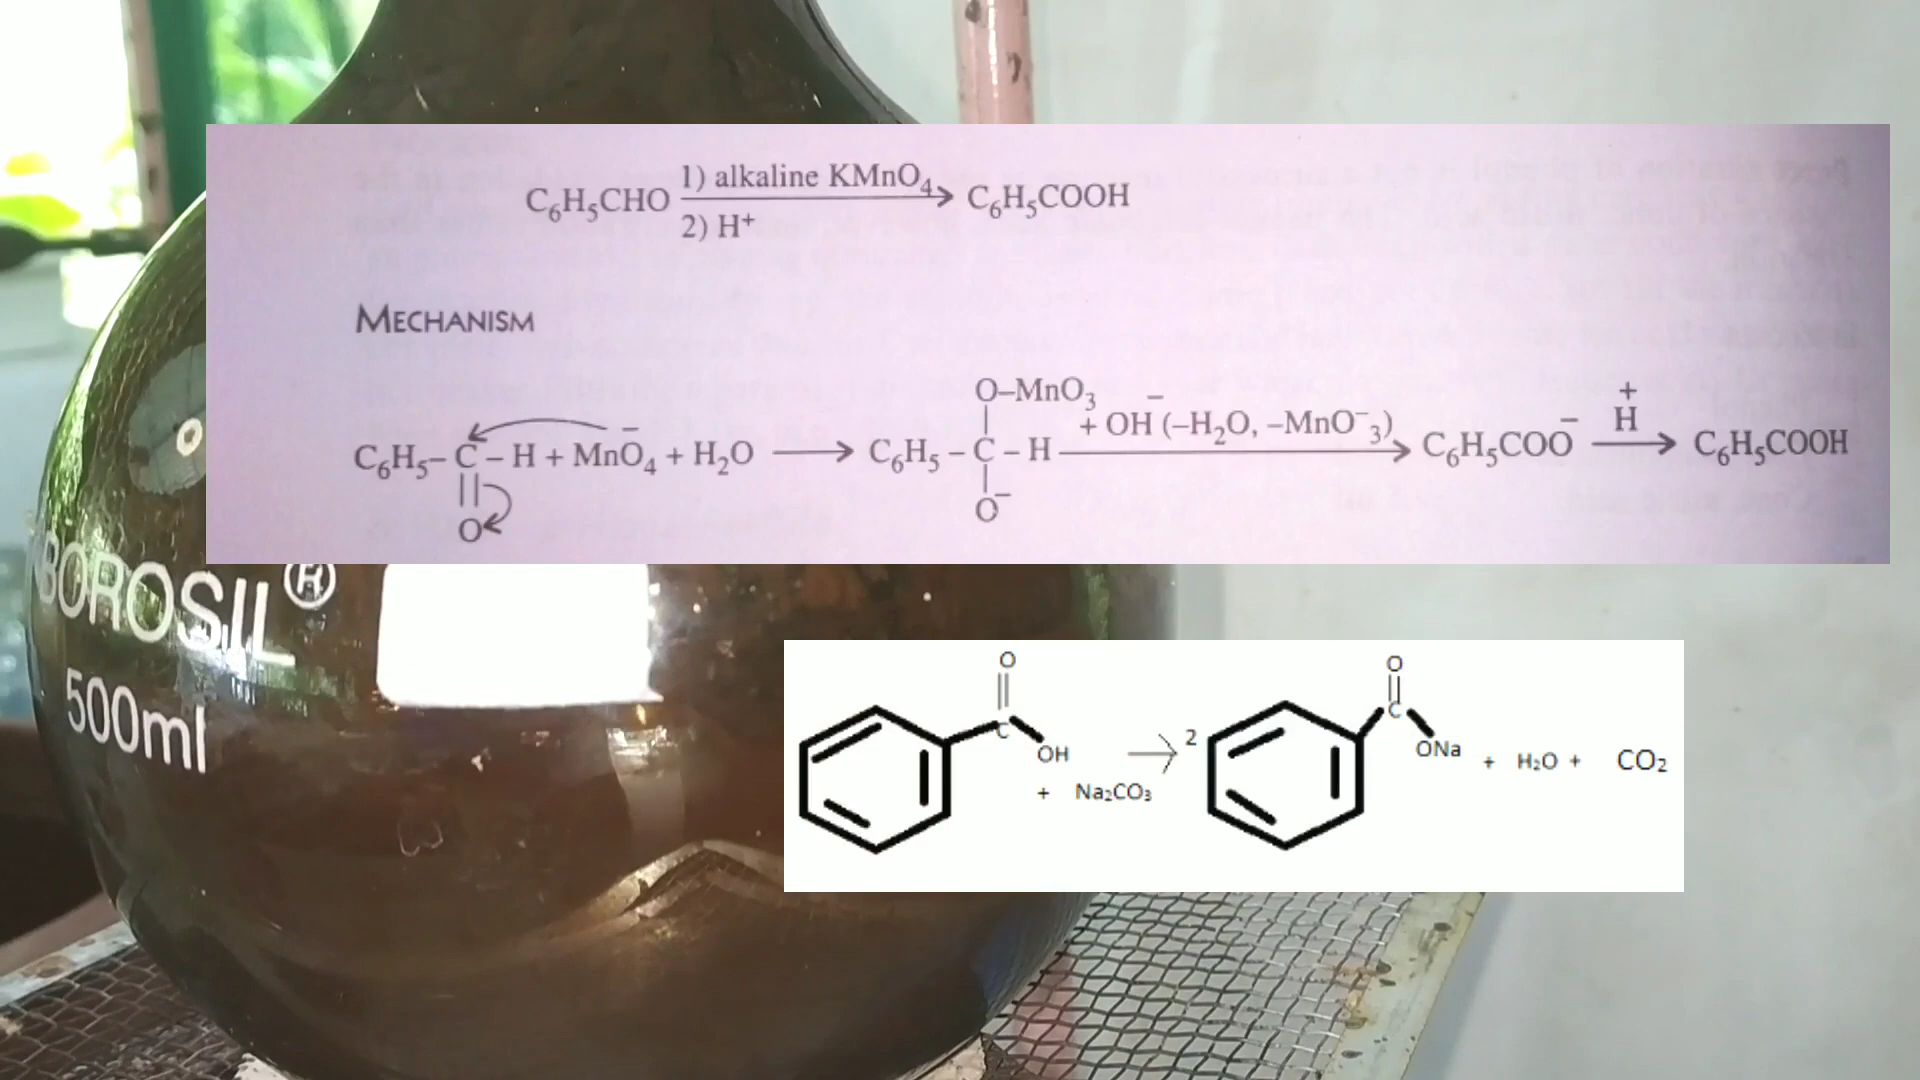 C₆H₅CHO 1) alkaline KMnO₄ 2) H⁺ → C₆H₅COOH
MECHANISM
C₆H₅–C–H + MnO₄⁻ + H₂O → C₆H₅–C–H + OH⁻ (–H₂O, –MnO⁻₃) → C₆H₅COO⁻ H⁺ → C₆H₅COOH
O
O–MnO₃
O⁻
BOROSIL®
500ml
O
C
OH
+ Na₂CO₃
→
2
O
C
ONa
+ H₂O + CO₂